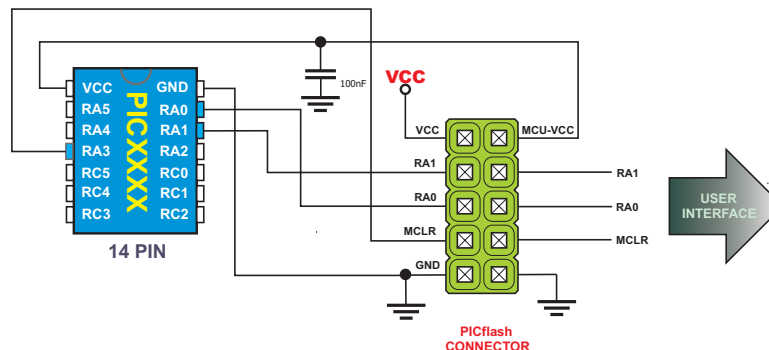 VCC
GND
RA5
RA0
RA4
RA1
RA3
RA2
RC5
RC0
RC4
RC1
RC3
RC2
PICXXXX
14 PIN
100nF
VCC
VCC
MCU-VCC
RA1
RA1
RA0
RA0
MCLR
MCLR
GND
PICflash
CONNECTOR
USER
INTERFACE